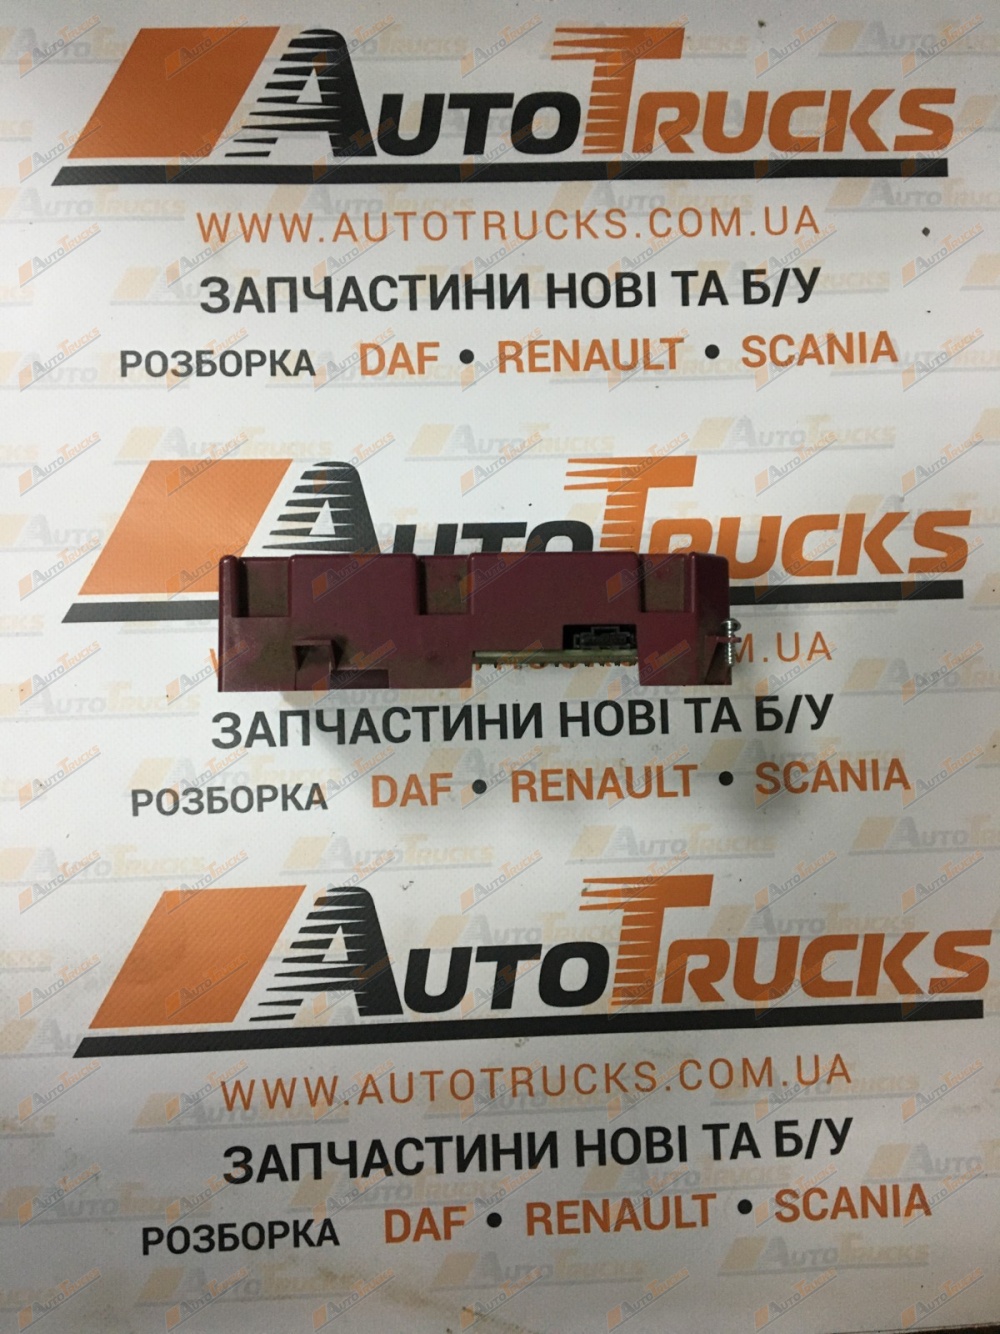 AUTOTRUCKS
WWW.AUTOTRUCKS.COM.UA
ЗАПЧАСТИНИ НОВІ ТА Б/У
РОЗБОРКА DAF • RENAULT • SCANIA
AUTOTRUCKS
M.UA
ЗАПЧАСТИНИ НОВІ ТА Б/У
РОЗБОРКА DAF • RENAULT • SCANIA
AUTOTRUCKS
WWW.AUTOTRUCKS.COM.UA
ЗАПЧАСТИНИ НОВІ ТА Б/У
РОЗБОРКА DAF • RENAULT • SCANIA